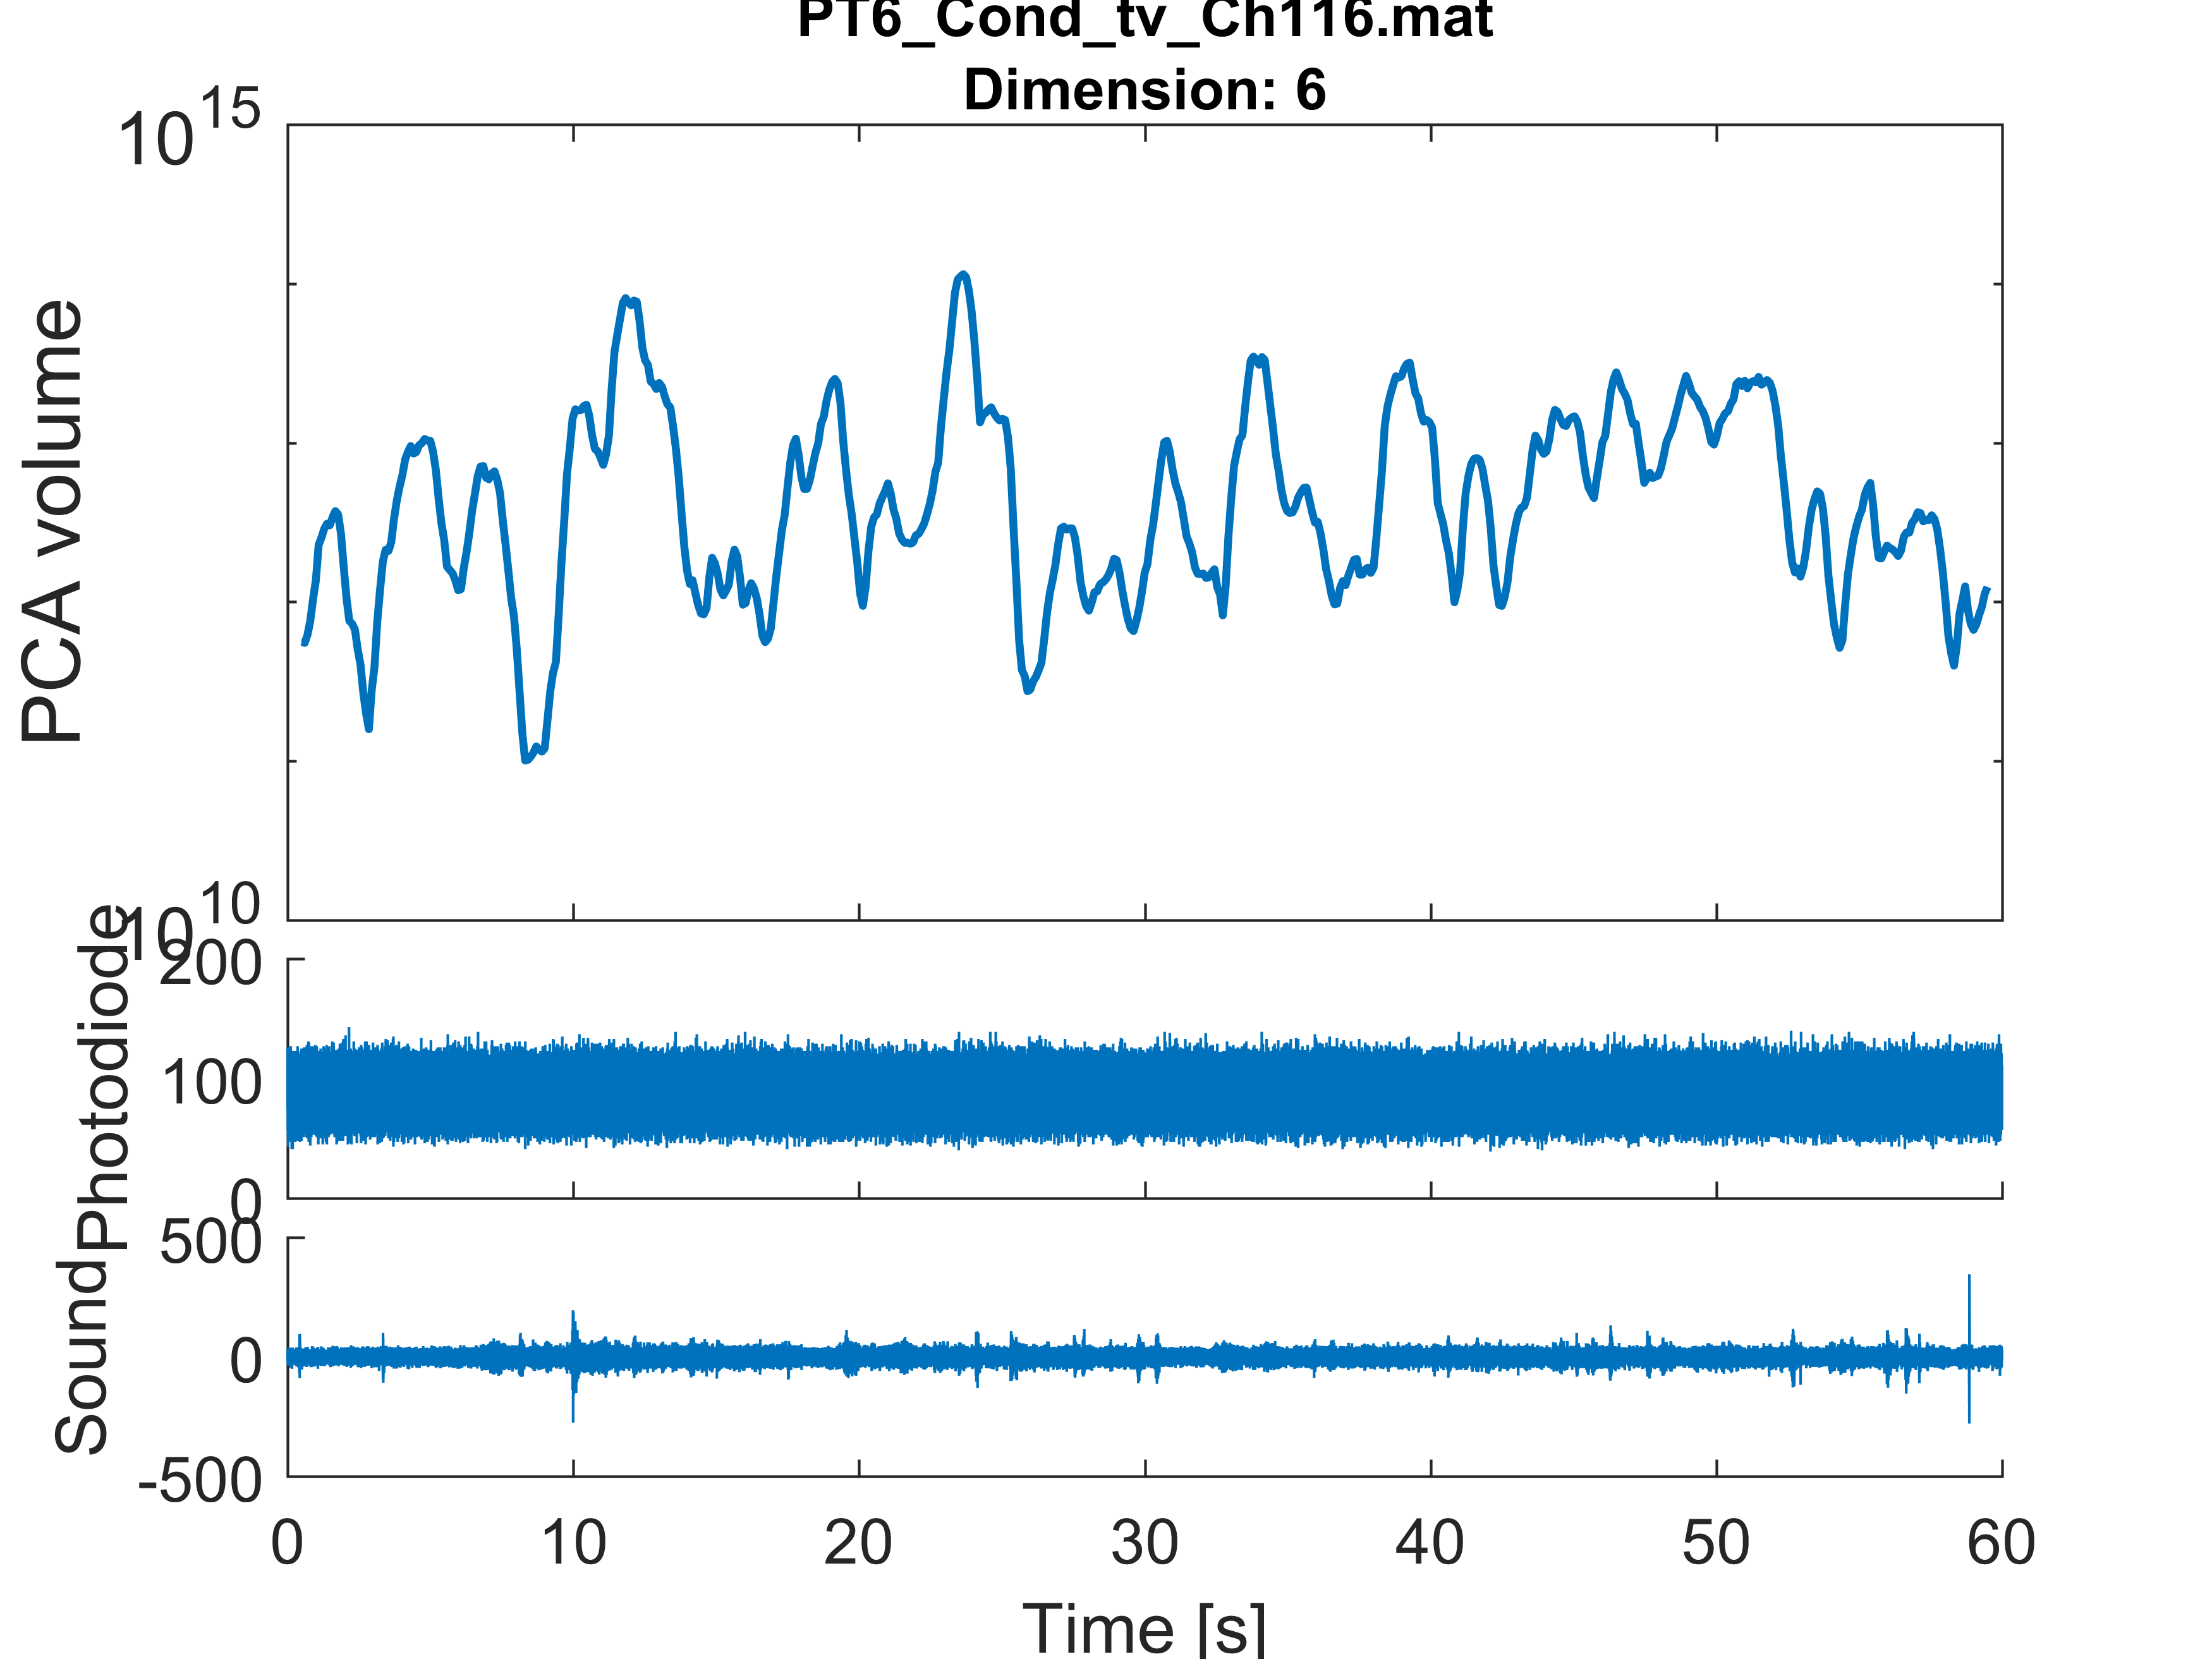 PT6_Cond_tv_Ch116.mat
Dimension: 6
10^15
PCA volume
10^10
200
Photodiode
100
0
500
Sound
0
-500
0 10 20 30 40 50 60
Time [s]